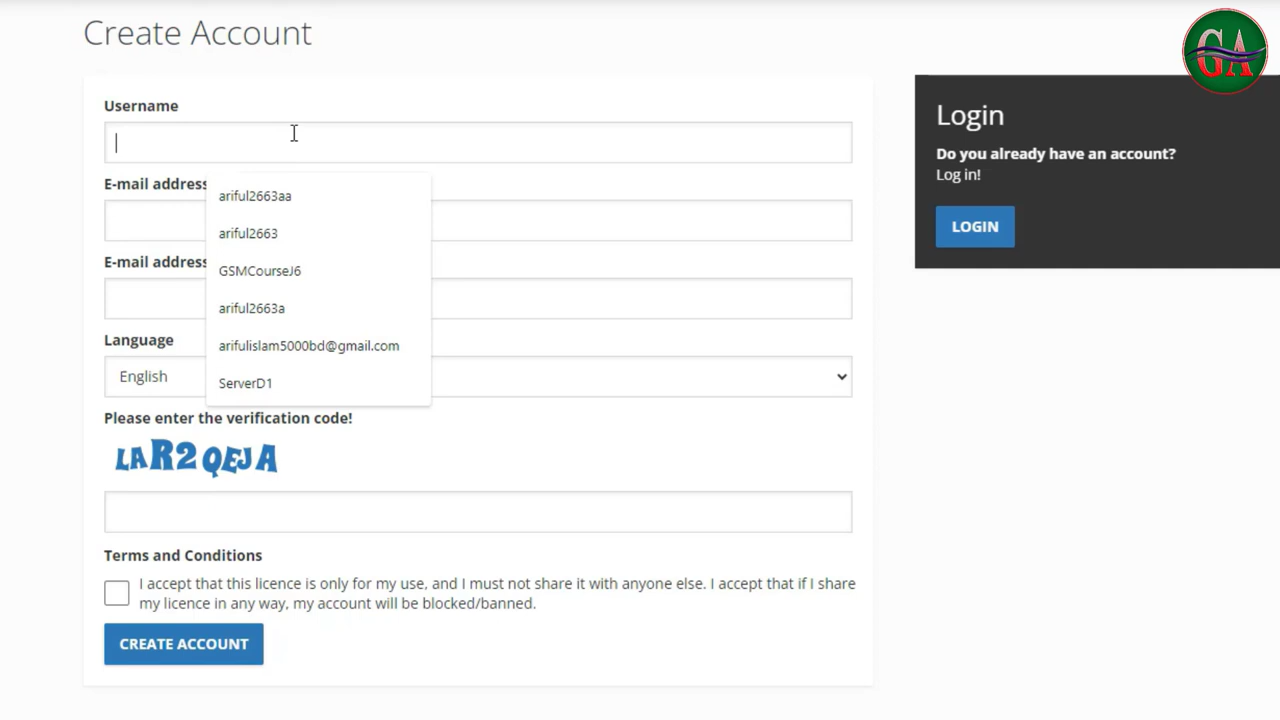 Create Account
GA
Username
E-mail address
ariful2663aa
ariful2663
E-mail address
GSMCourseJ6
ariful2663a
Language
arifulislam5000bd@gmail.com
English
ServerD1
Please enter the verification code!
LAR2QEJA
Terms and Conditions
I accept that this licence is only for my use, and I must not share it with anyone else. I accept that if I share
my licence in any way, my account will be blocked/banned.
CREATE ACCOUNT
Login
Do you already have an account?
Log in!
LOGIN